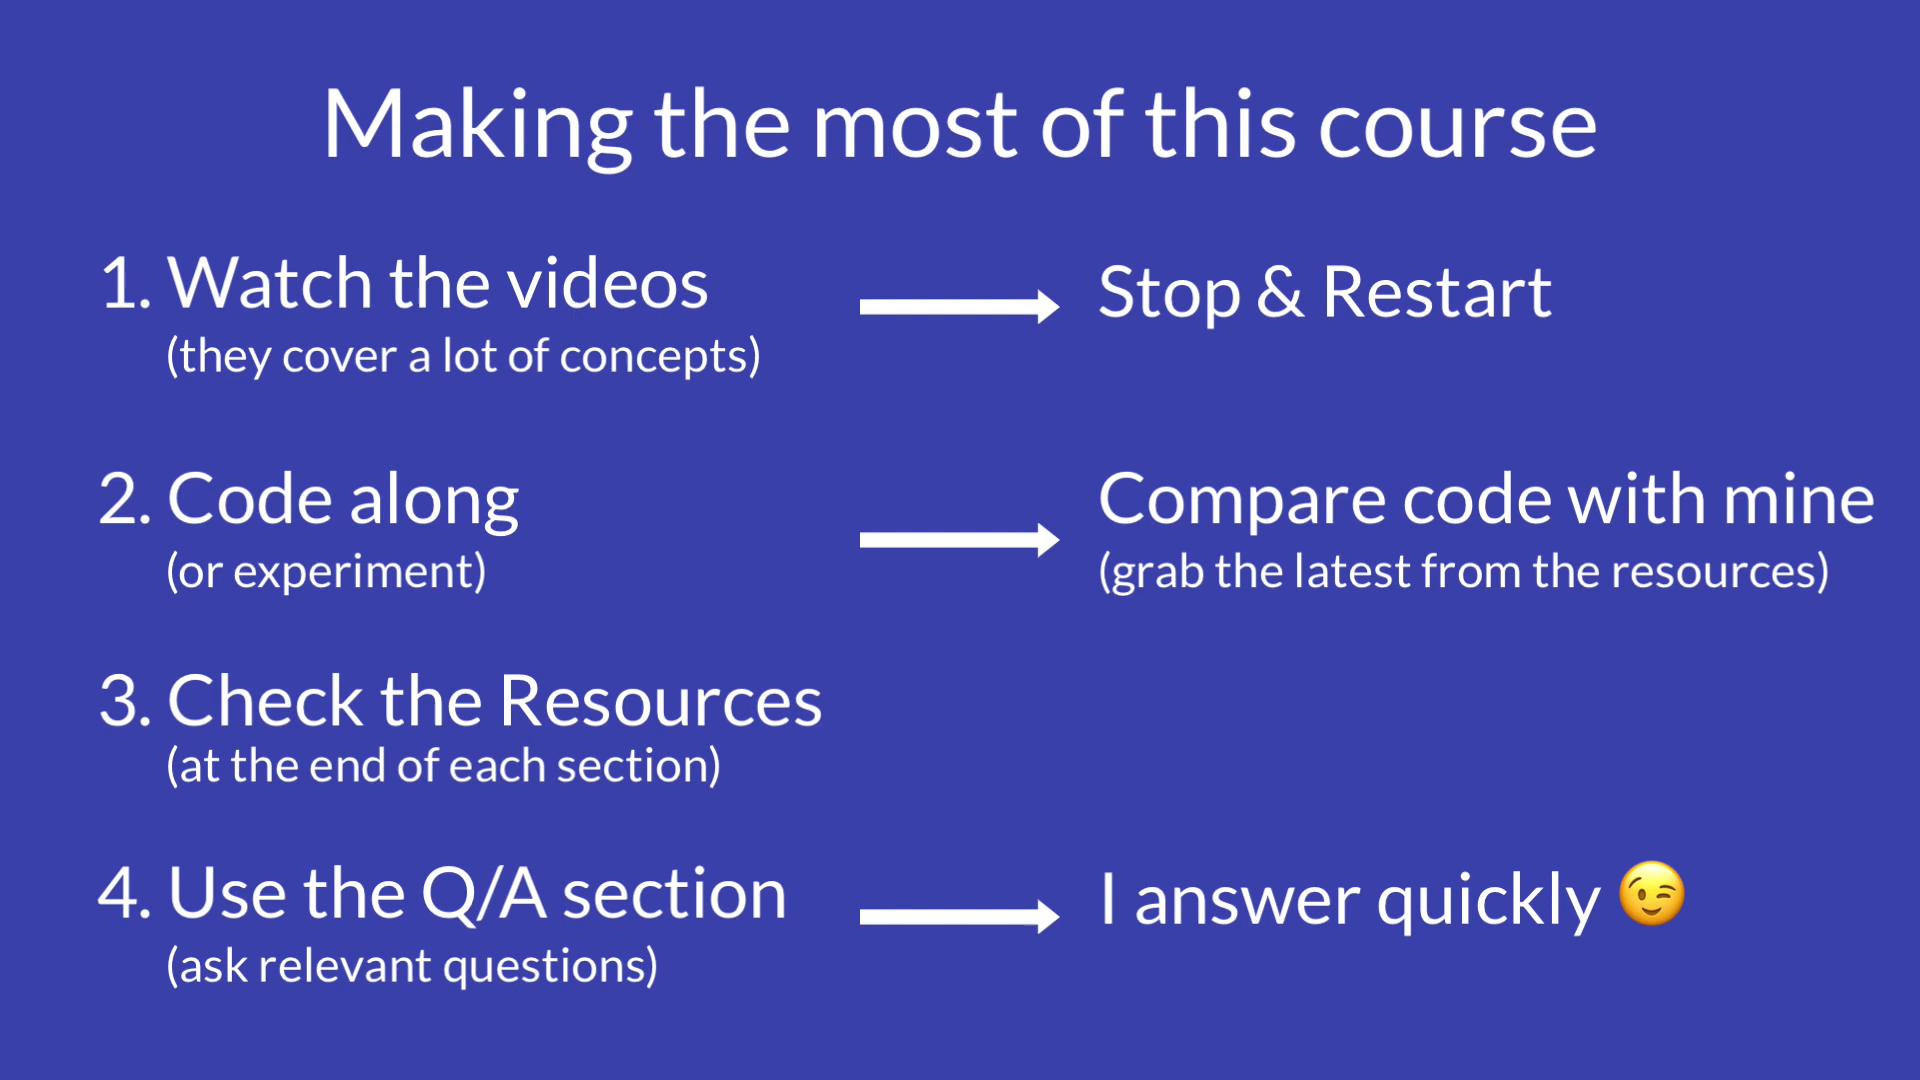 Making the most of this course
1. Watch the videos
(they cover a lot of concepts)
Stop & Restart
2. Code along
(or experiment)
Compare code with mine
(grab the latest from the resources)
3. Check the Resources
(at the end of each section)
4. Use the Q/A section
(ask relevant questions)
I answer quickly 😉